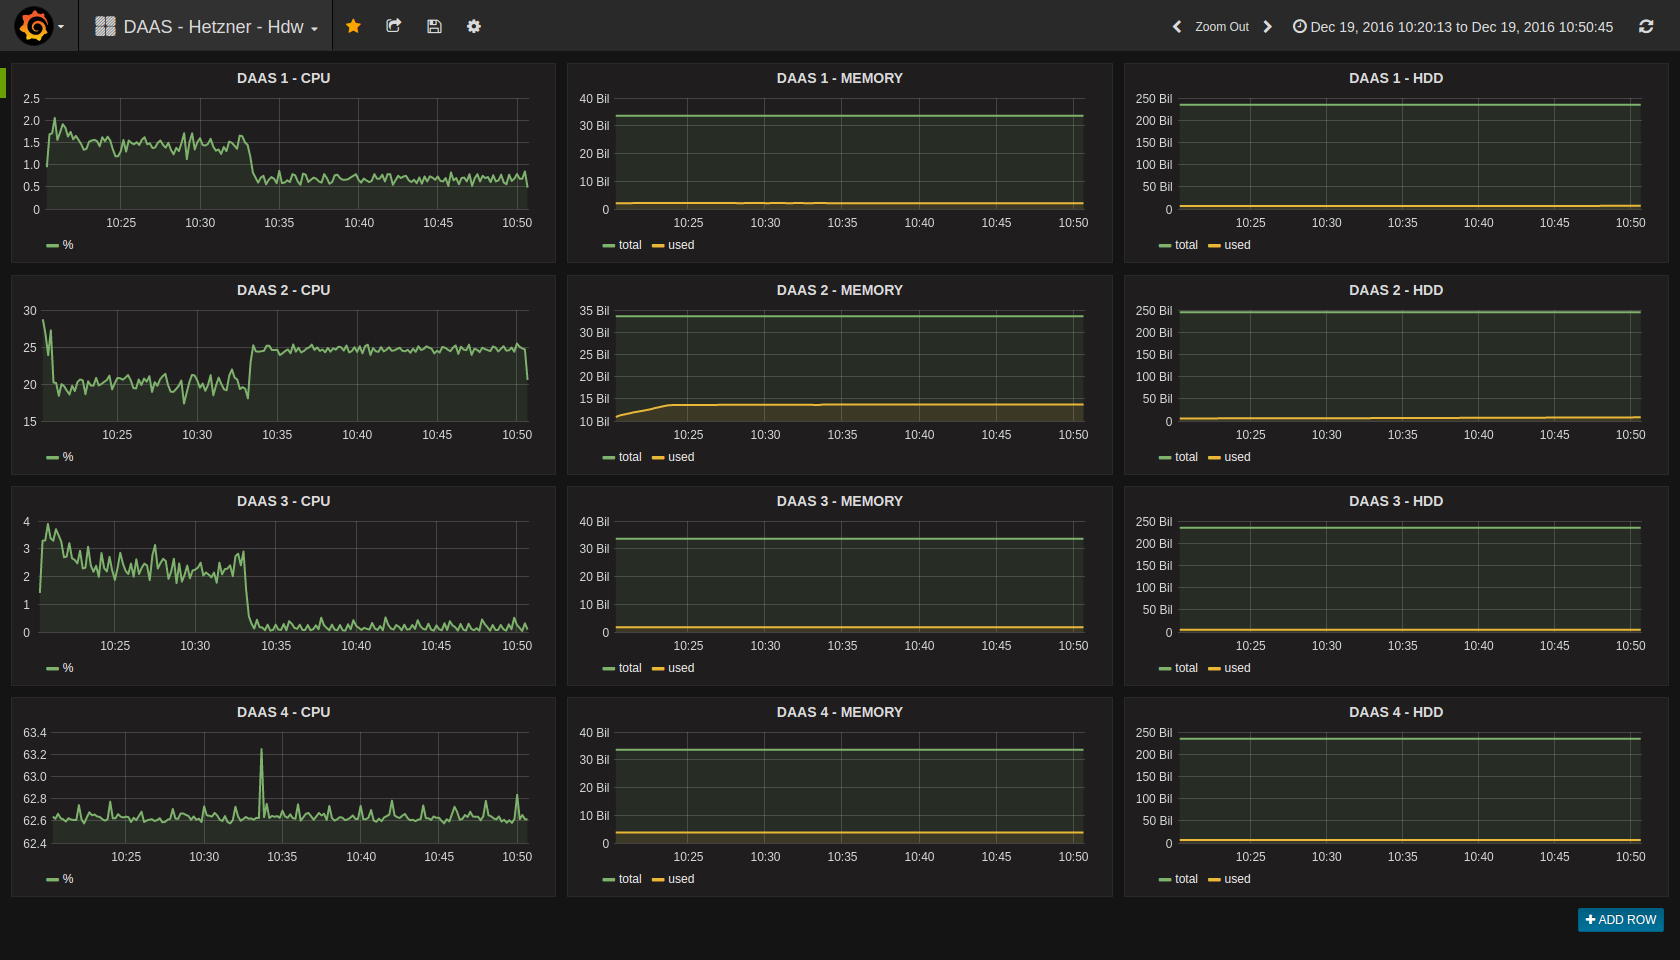 DAAS - Hetzner - Hdw
Zoom Out
Dec 19, 2016 10:20:13 to Dec 19, 2016 10:50:45
DAAS 1 - CPU
2.5
2.0
1.5
1.0
0.5
0
10:25 10:30 10:35 10:40 10:45 10:50
%
DAAS 1 - MEMORY
40 Bil
30 Bil
20 Bil
10 Bil
0
10:25 10:30 10:35 10:40 10:45 10:50
total used
DAAS 1 - HDD
250 Bil
200 Bil
150 Bil
100 Bil
50 Bil
0
10:25 10:30 10:35 10:40 10:45 10:50
total used
DAAS 2 - CPU
30
25
20
15
10:25 10:30 10:35 10:40 10:45 10:50
%
DAAS 2 - MEMORY
35 Bil
30 Bil
25 Bil
20 Bil
15 Bil
10 Bil
10:25 10:30 10:35 10:40 10:45 10:50
total used
DAAS 2 - HDD
250 Bil
200 Bil
150 Bil
100 Bil
50 Bil
0
10:25 10:30 10:35 10:40 10:45 10:50
total used
DAAS 3 - CPU
4
3
2
1
0
10:25 10:30 10:35 10:40 10:45 10:50
%
DAAS 3 - MEMORY
40 Bil
30 Bil
20 Bil
10 Bil
0
10:25 10:30 10:35 10:40 10:45 10:50
total used
DAAS 3 - HDD
250 Bil
200 Bil
150 Bil
100 Bil
50 Bil
0
10:25 10:30 10:35 10:40 10:45 10:50
total used
DAAS 4 - CPU
63.4
63.2
63.0
62.8
62.6
62.4
10:25 10:30 10:35 10:40 10:45 10:50
%
DAAS 4 - MEMORY
40 Bil
30 Bil
20 Bil
10 Bil
0
10:25 10:30 10:35 10:40 10:45 10:50
total used
DAAS 4 - HDD
250 Bil
200 Bil
150 Bil
100 Bil
50 Bil
0
10:25 10:30 10:35 10:40 10:45 10:50
total used
ADD ROW